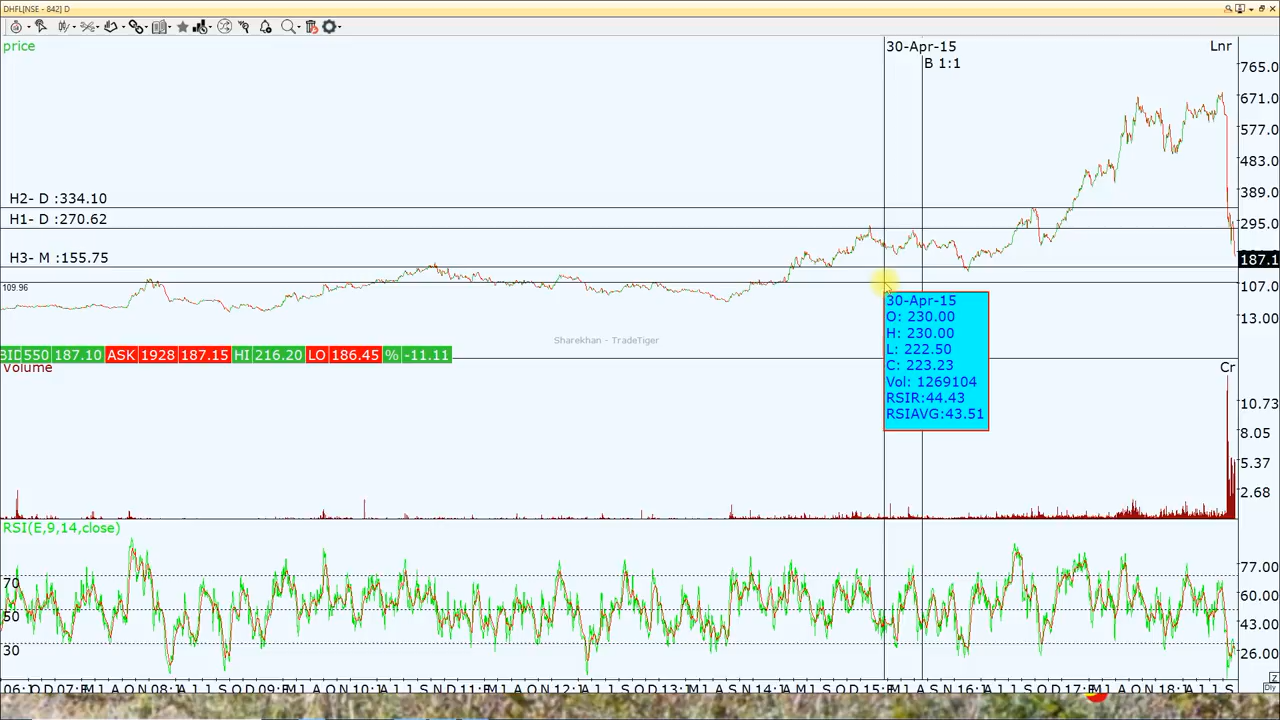 DHFL[NSE - 842] D
price
30-Apr-15
Lnr
B 1:1
765.0
671.0
577.0
483.0
389.0
H2- D :334.10
H1- D :270.62
295.0
H3- M :155.75
187.1
109.96
107.0
30-Apr-15
O: 230.00
H: 230.00
L: 222.50
C: 223.23
Vol: 1269104
RSIR:44.43
RSIAVG:43.51
13.00
Sharekhan - TradeTiger
BID 550 187.10 ASK 1928 187.15 HI 216.20 LO 186.45 % -11.11
volume
Cr
10.73
8.05
5.37
2.68
RSI(E,9,14,close)
70
77.00
60.00
50
43.00
30
26.00